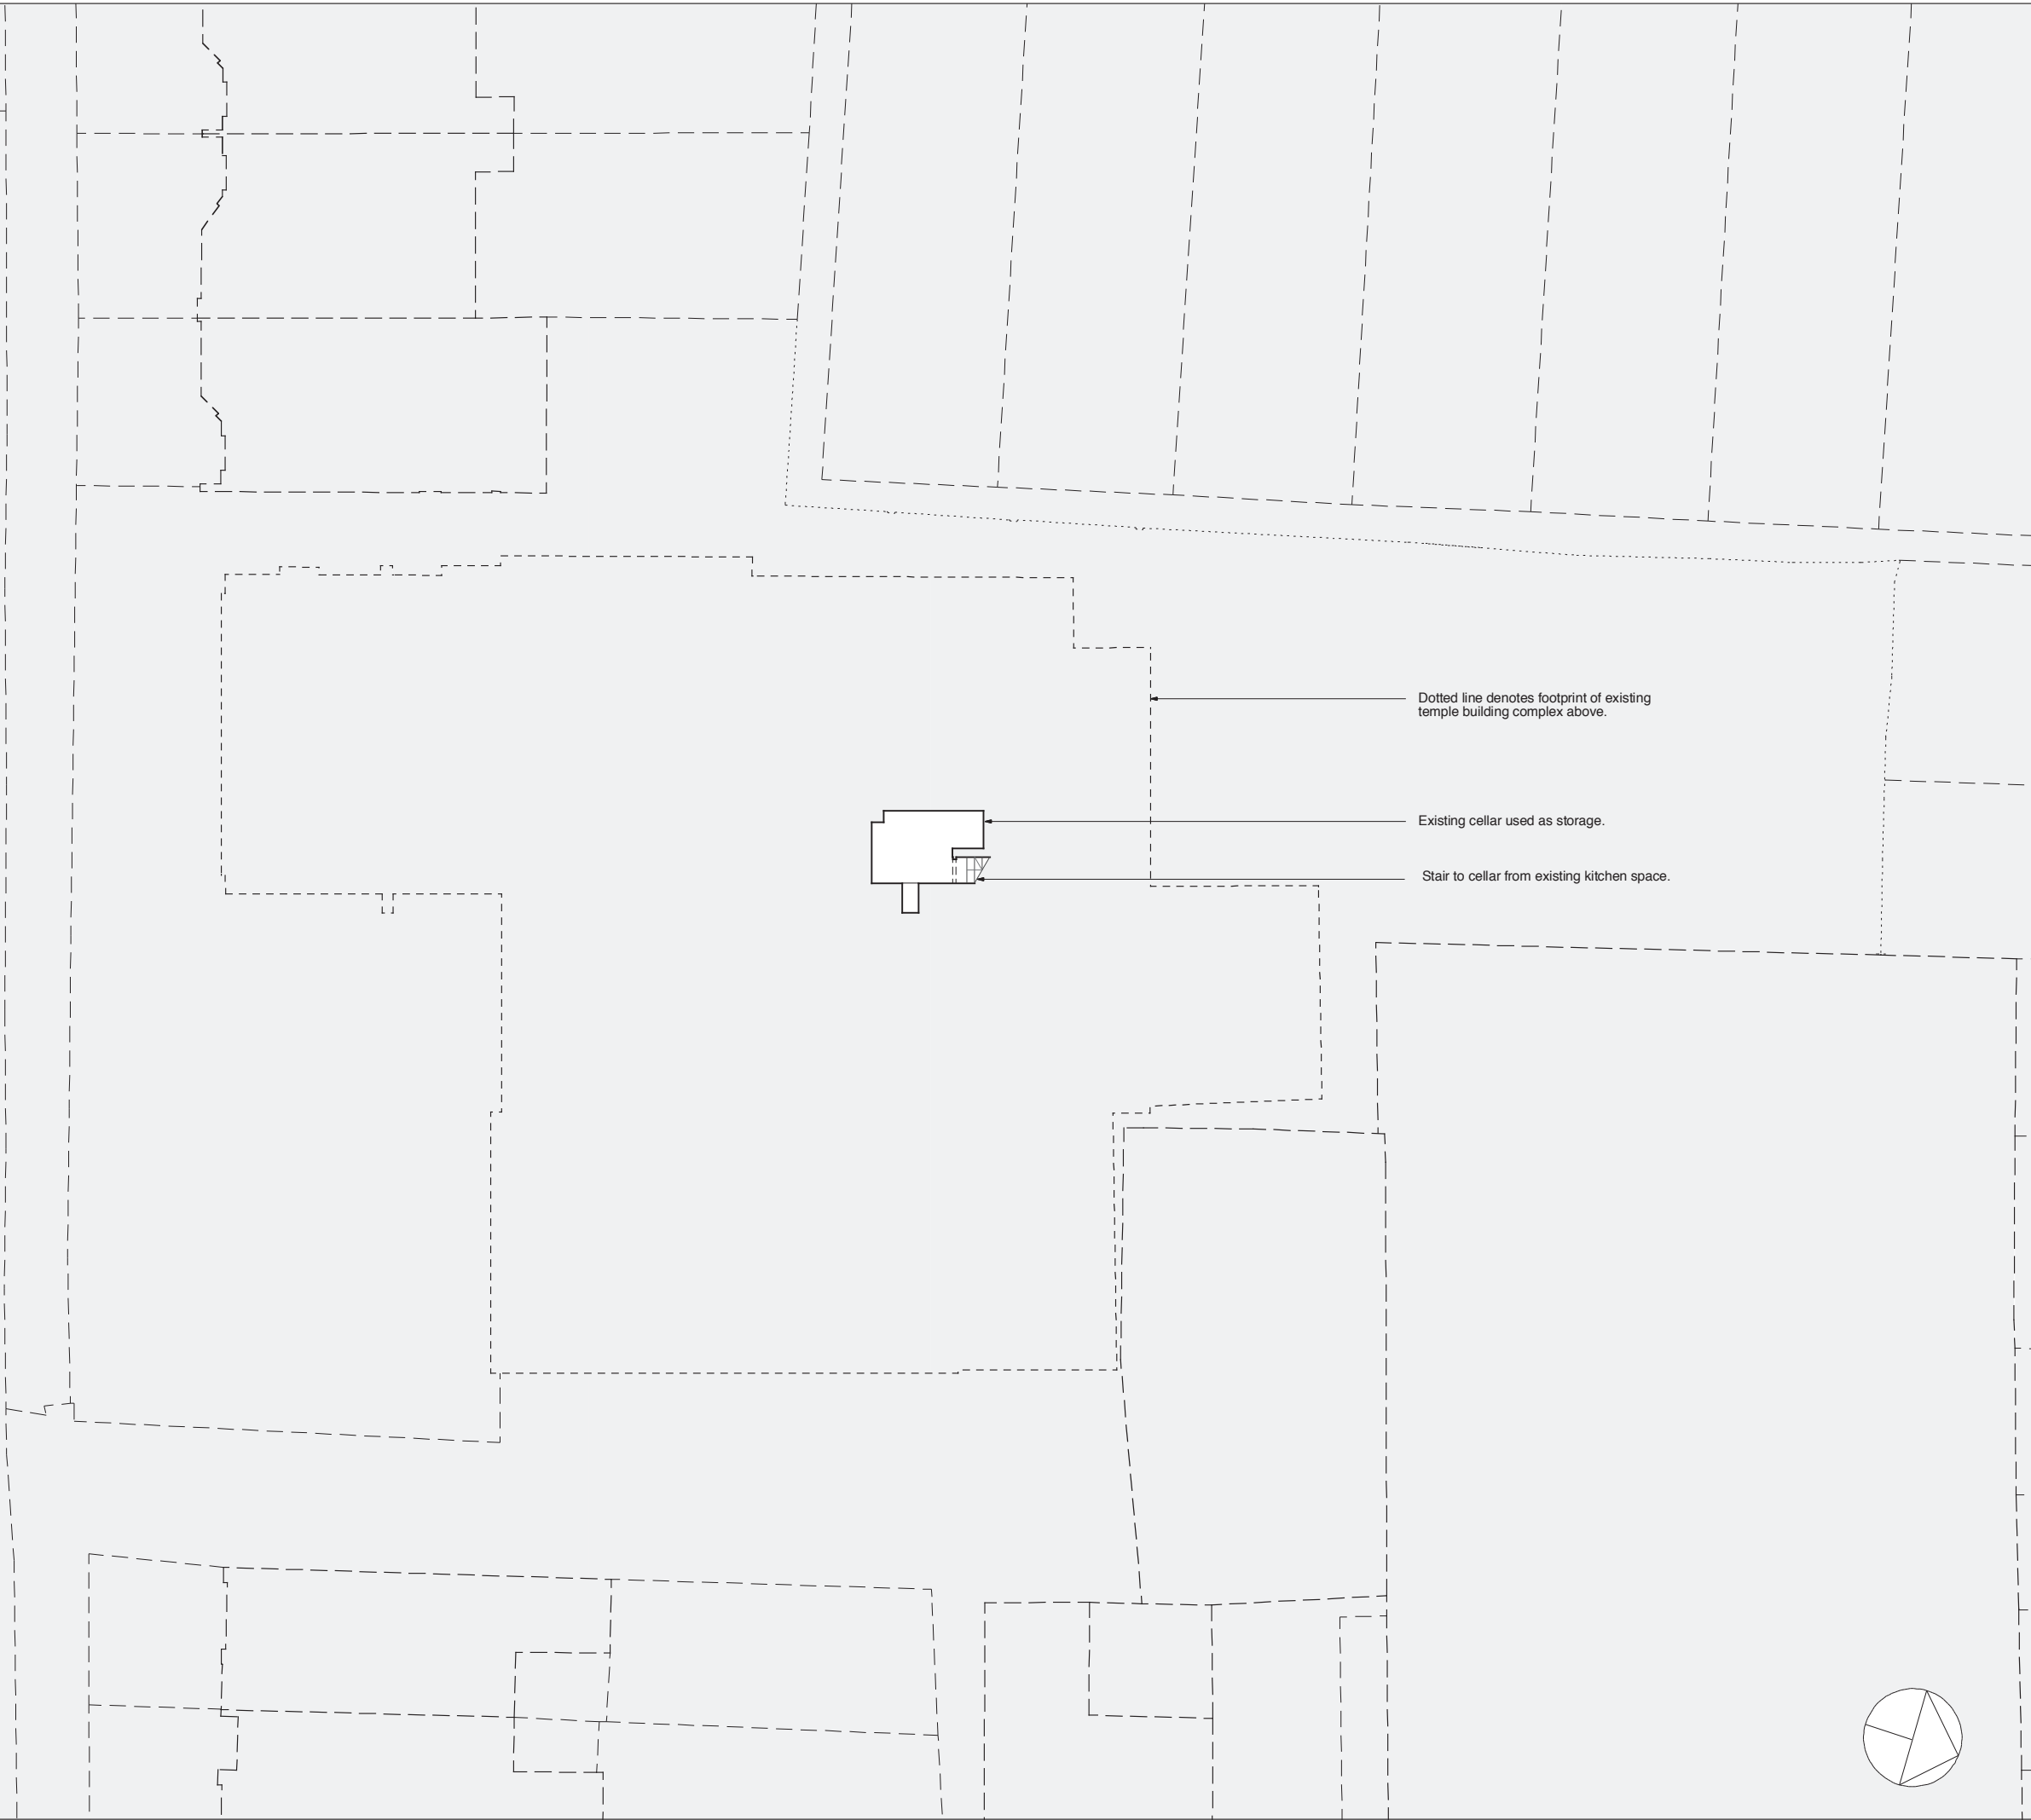 Dotted line denotes footprint of existing
temple building complex above.
Existing cellar used as storage.
Stair to cellar from existing kitchen space.